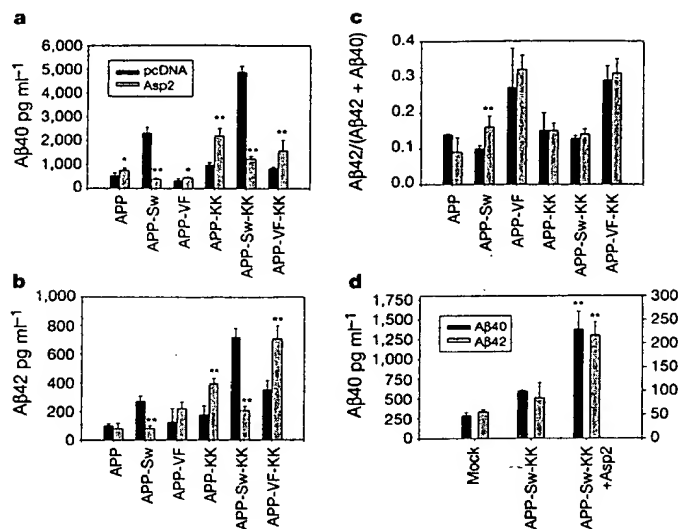 a
Aβ40 pg ml⁻¹
6,000
5,000
4,000
3,000
2,000
1,000
0
pcDNA
Asp2
*
**
*
**
**
**
APP
APP-Sw
APP-VF
APP-KK
APP-Sw-KK
APP-VF-KK
b
Aβ42 pg ml⁻¹
1,000
800
600
400
200
0
**
**
**
**
APP
APP-Sw
APP-VF
APP-KK
APP-Sw-KK
APP-VF-KK
c
Aβ42/(Aβ42 + Aβ40)
0.4
0.3
0.2
0.1
0.0
**
APP
APP-Sw
APP-VF
APP-KK
APP-Sw-KK
APP-VF-KK
d
Aβ40 pg ml⁻¹
1,750
1,500
1,250
1,000
750
500
250
0
Aβ40
Aβ42
**
**
300
250
200
150
100
50
0
Mock
APP-Sw-KK
APP-Sw-KK
+Asp2